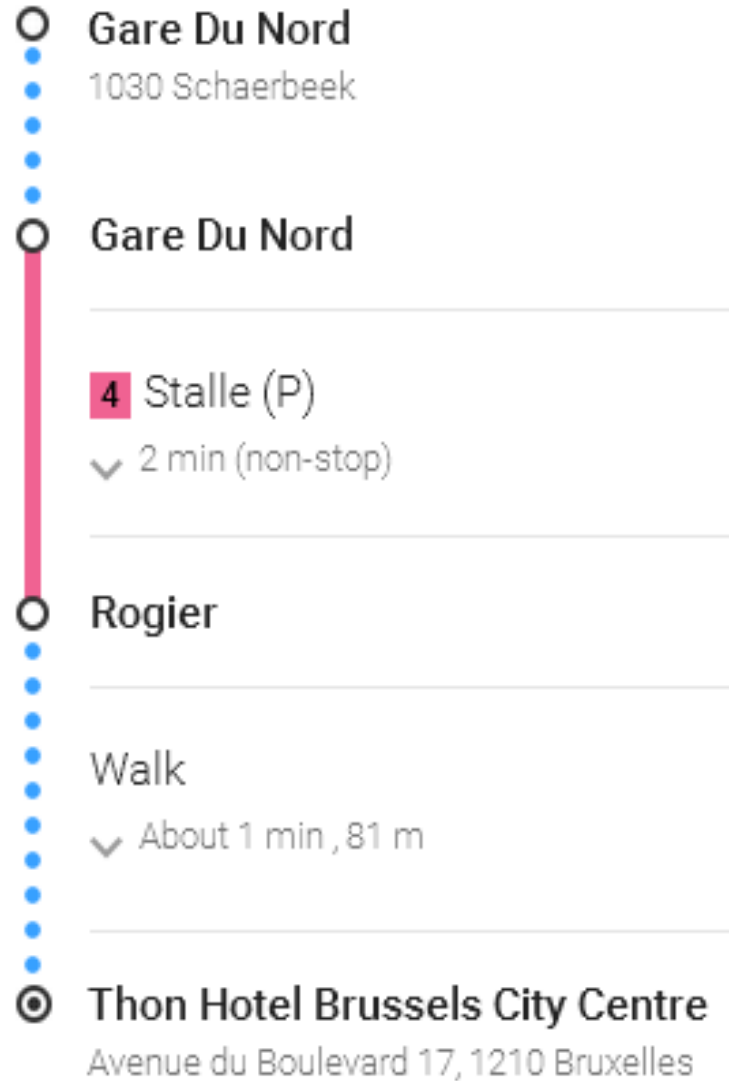 Gare Du Nord
1030 Schaerbeek
Gare Du Nord
4 Stalle (P)
2 min (non-stop)
Rogier
Walk
About 1 min , 81 m
Thon Hotel Brussels City Centre
Avenue du Boulevard 17, 1210 Bruxelles